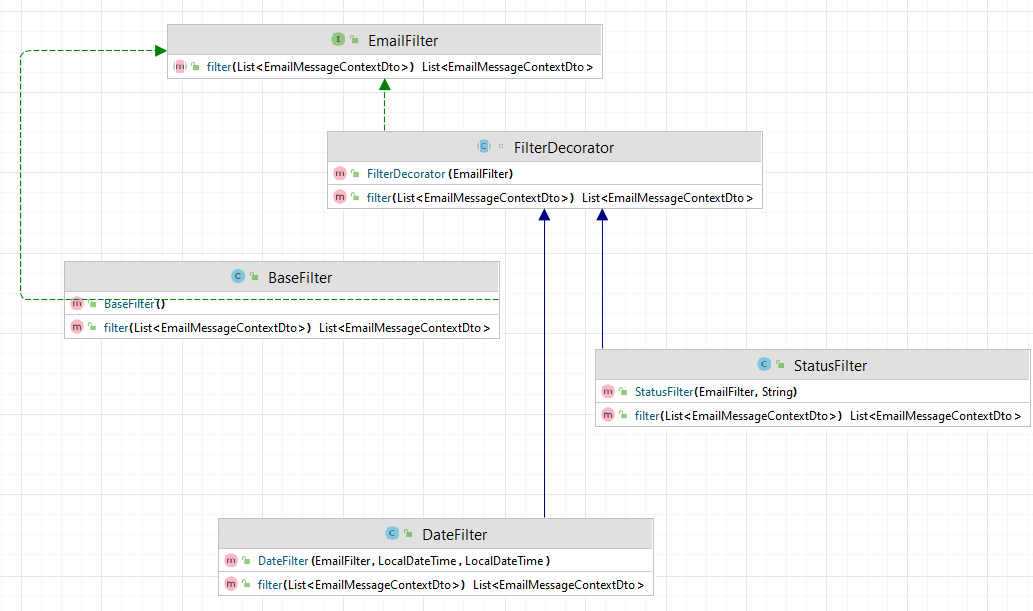 EmailFilter
filter(List<EmailMessageContextDto>) List<EmailMessageContextDto>
FilterDecorator
FilterDecorator(EmailFilter)
filter(List<EmailMessageContextDto>) List<EmailMessageContextDto>
BaseFilter
BaseFilter()
filter(List<EmailMessageContextDto>) List<EmailMessageContextDto>
StatusFilter
StatusFilter(EmailFilter, String)
filter(List<EmailMessageContextDto>) List<EmailMessageContextDto>
DateFilter
DateFilter(EmailFilter, LocalDateTime, LocalDateTime)
filter(List<EmailMessageContextDto>) List<EmailMessageContextDto>